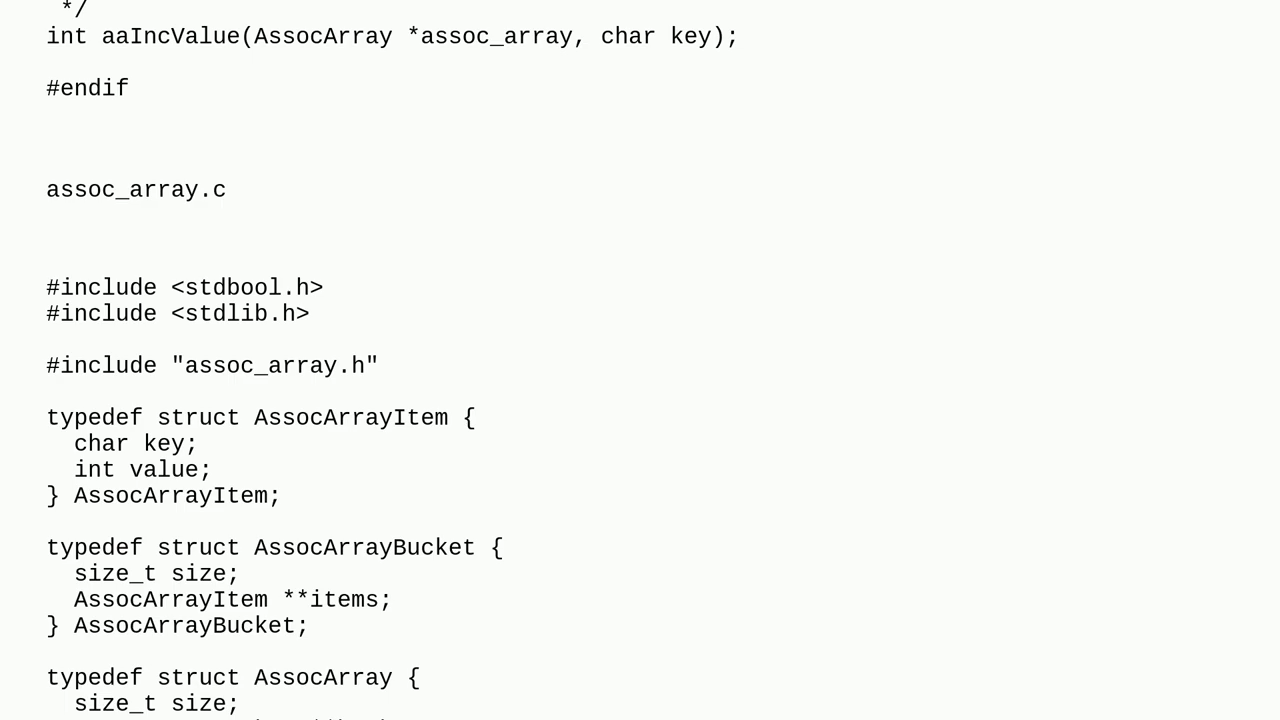 */
int aaIncValue(AssocArray *assoc_array, char key);
#endif
assoc_array.c
#include <stdbool.h>
#include <stdlib.h>
#include "assoc_array.h"
typedef struct AssocArrayItem {
char key;
int value;
} AssocArrayItem;
typedef struct AssocArrayBucket {
size_t size;
AssocArrayItem **items;
} AssocArrayBucket;
typedef struct AssocArray {
size_t size;